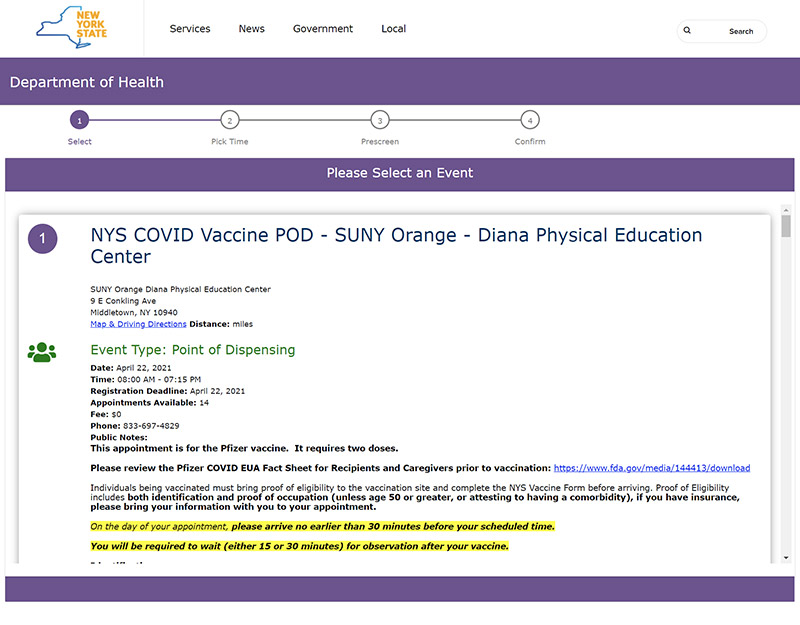 NEW
YORK
STATE
Services News Government Local
Search
Department of Health
1 2 3 4
Select Pick Time Prescreen Confirm
Please Select an Event
1
NYS COVID Vaccine POD - SUNY Orange - Diana Physical Education
Center
SUNY Orange Diana Physical Education Center
9 E Conkling Ave
Middletown, NY 10940
Map & Driving Directions Distance: miles
Event Type: Point of Dispensing
Date: April 22, 2021
Time: 08:00 AM - 07:15 PM
Registration Deadline: April 22, 2021
Appointments Available: 14
Fee: $0
Phone: 833-697-4829
Public Notes:
This appointment is for the Pfizer vaccine. It requires two doses.
Please review the Pfizer COVID EUA Fact Sheet for Recipients and Caregivers prior to vaccination: https://www.fda.gov/media/144413/download
Individuals being vaccinated must bring proof of eligibility to the vaccination site and complete the NYS Vaccine Form before arriving. Proof of Eligibility
includes both identification and proof of occupation (unless age 50 or greater, or attesting to having a comorbidity), if you have insurance,
please bring your information with you to your appointment.
On the day of your appointment, please arrive no earlier than 30 minutes before your scheduled time.
You will be required to wait (either 15 or 30 minutes) for observation after your vaccine.